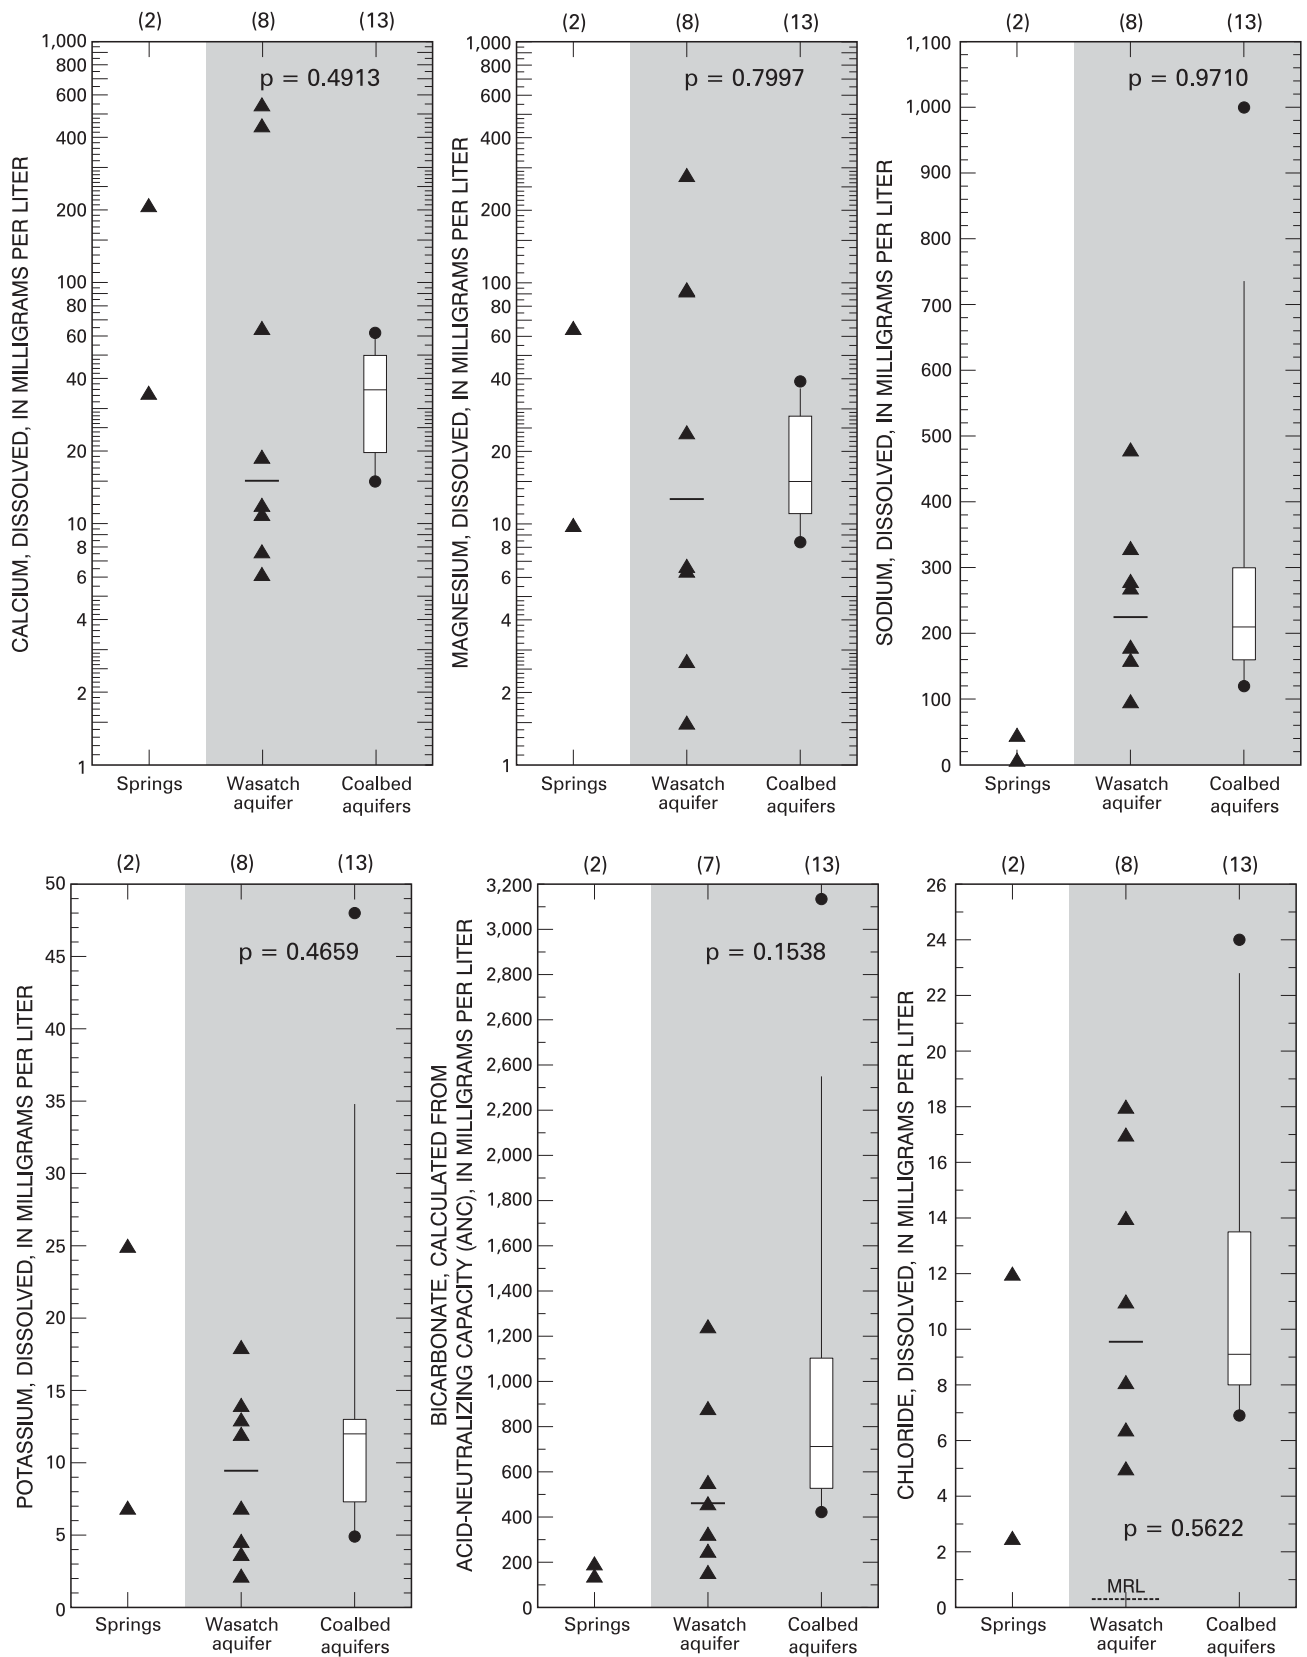 (2) (8) (13)
p = 0.4913
CALCIUM, DISSOLVED, IN MILLIGRAMS PER LITER
1,000
800
600
400
200
100
80
60
40
20
10
8
6
4
2
1
Springs
Wasatch
aquifer
Coalbed
aquifers
(2) (8) (13)
p = 0.7997
MAGNESIUM, DISSOLVED, IN MILLIGRAMS PER LITER
1,000
800
600
400
200
100
80
60
40
20
10
8
6
4
2
1
Springs
Wasatch
aquifer
Coalbed
aquifers
(2) (8) (13)
p = 0.9710
SODIUM, DISSOLVED, IN MILLIGRAMS PER LITER
1,100
1,000
900
800
700
600
500
400
300
200
100
0
Springs
Wasatch
aquifer
Coalbed
aquifers
(2) (8) (13)
p = 0.4659
POTASSIUM, DISSOLVED, IN MILLIGRAMS PER LITER
50
45
40
35
30
25
20
15
10
5
0
Springs
Wasatch
aquifer
Coalbed
aquifers
(2) (7) (13)
p = 0.1538
BICARBONATE, CALCULATED FROM
ACID-NEUTRALIZING CAPACITY (ANC), IN MILLIGRAMS PER LITER
3,200
3,000
2,800
2,600
2,400
2,200
2,000
1,800
1,600
1,400
1,200
1,000
800
600
400
200
0
Springs
Wasatch
aquifer
Coalbed
aquifers
(2) (8) (13)
CHLORIDE, DISSOLVED, IN MILLIGRAMS PER LITER
26
24
22
20
18
16
14
12
10
8
6
4
2
0
p = 0.5622
MRL
Springs
Wasatch
aquifer
Coalbed
aquifers